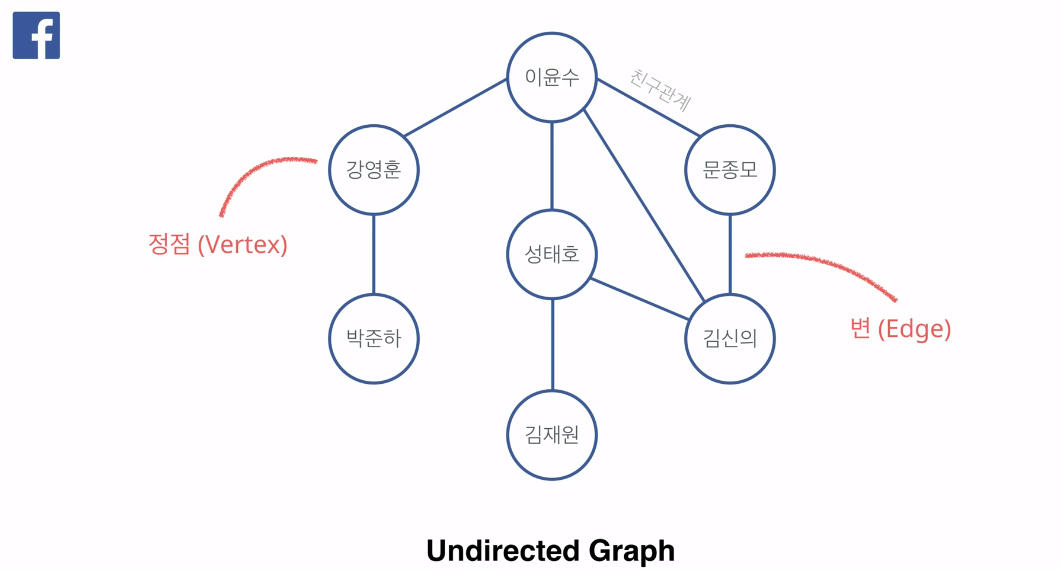 이윤수
친구관계
강영훈
문종모
정점 (Vertex)
성태호
변 (Edge)
박준하
김신의
김재원
Undirected Graph